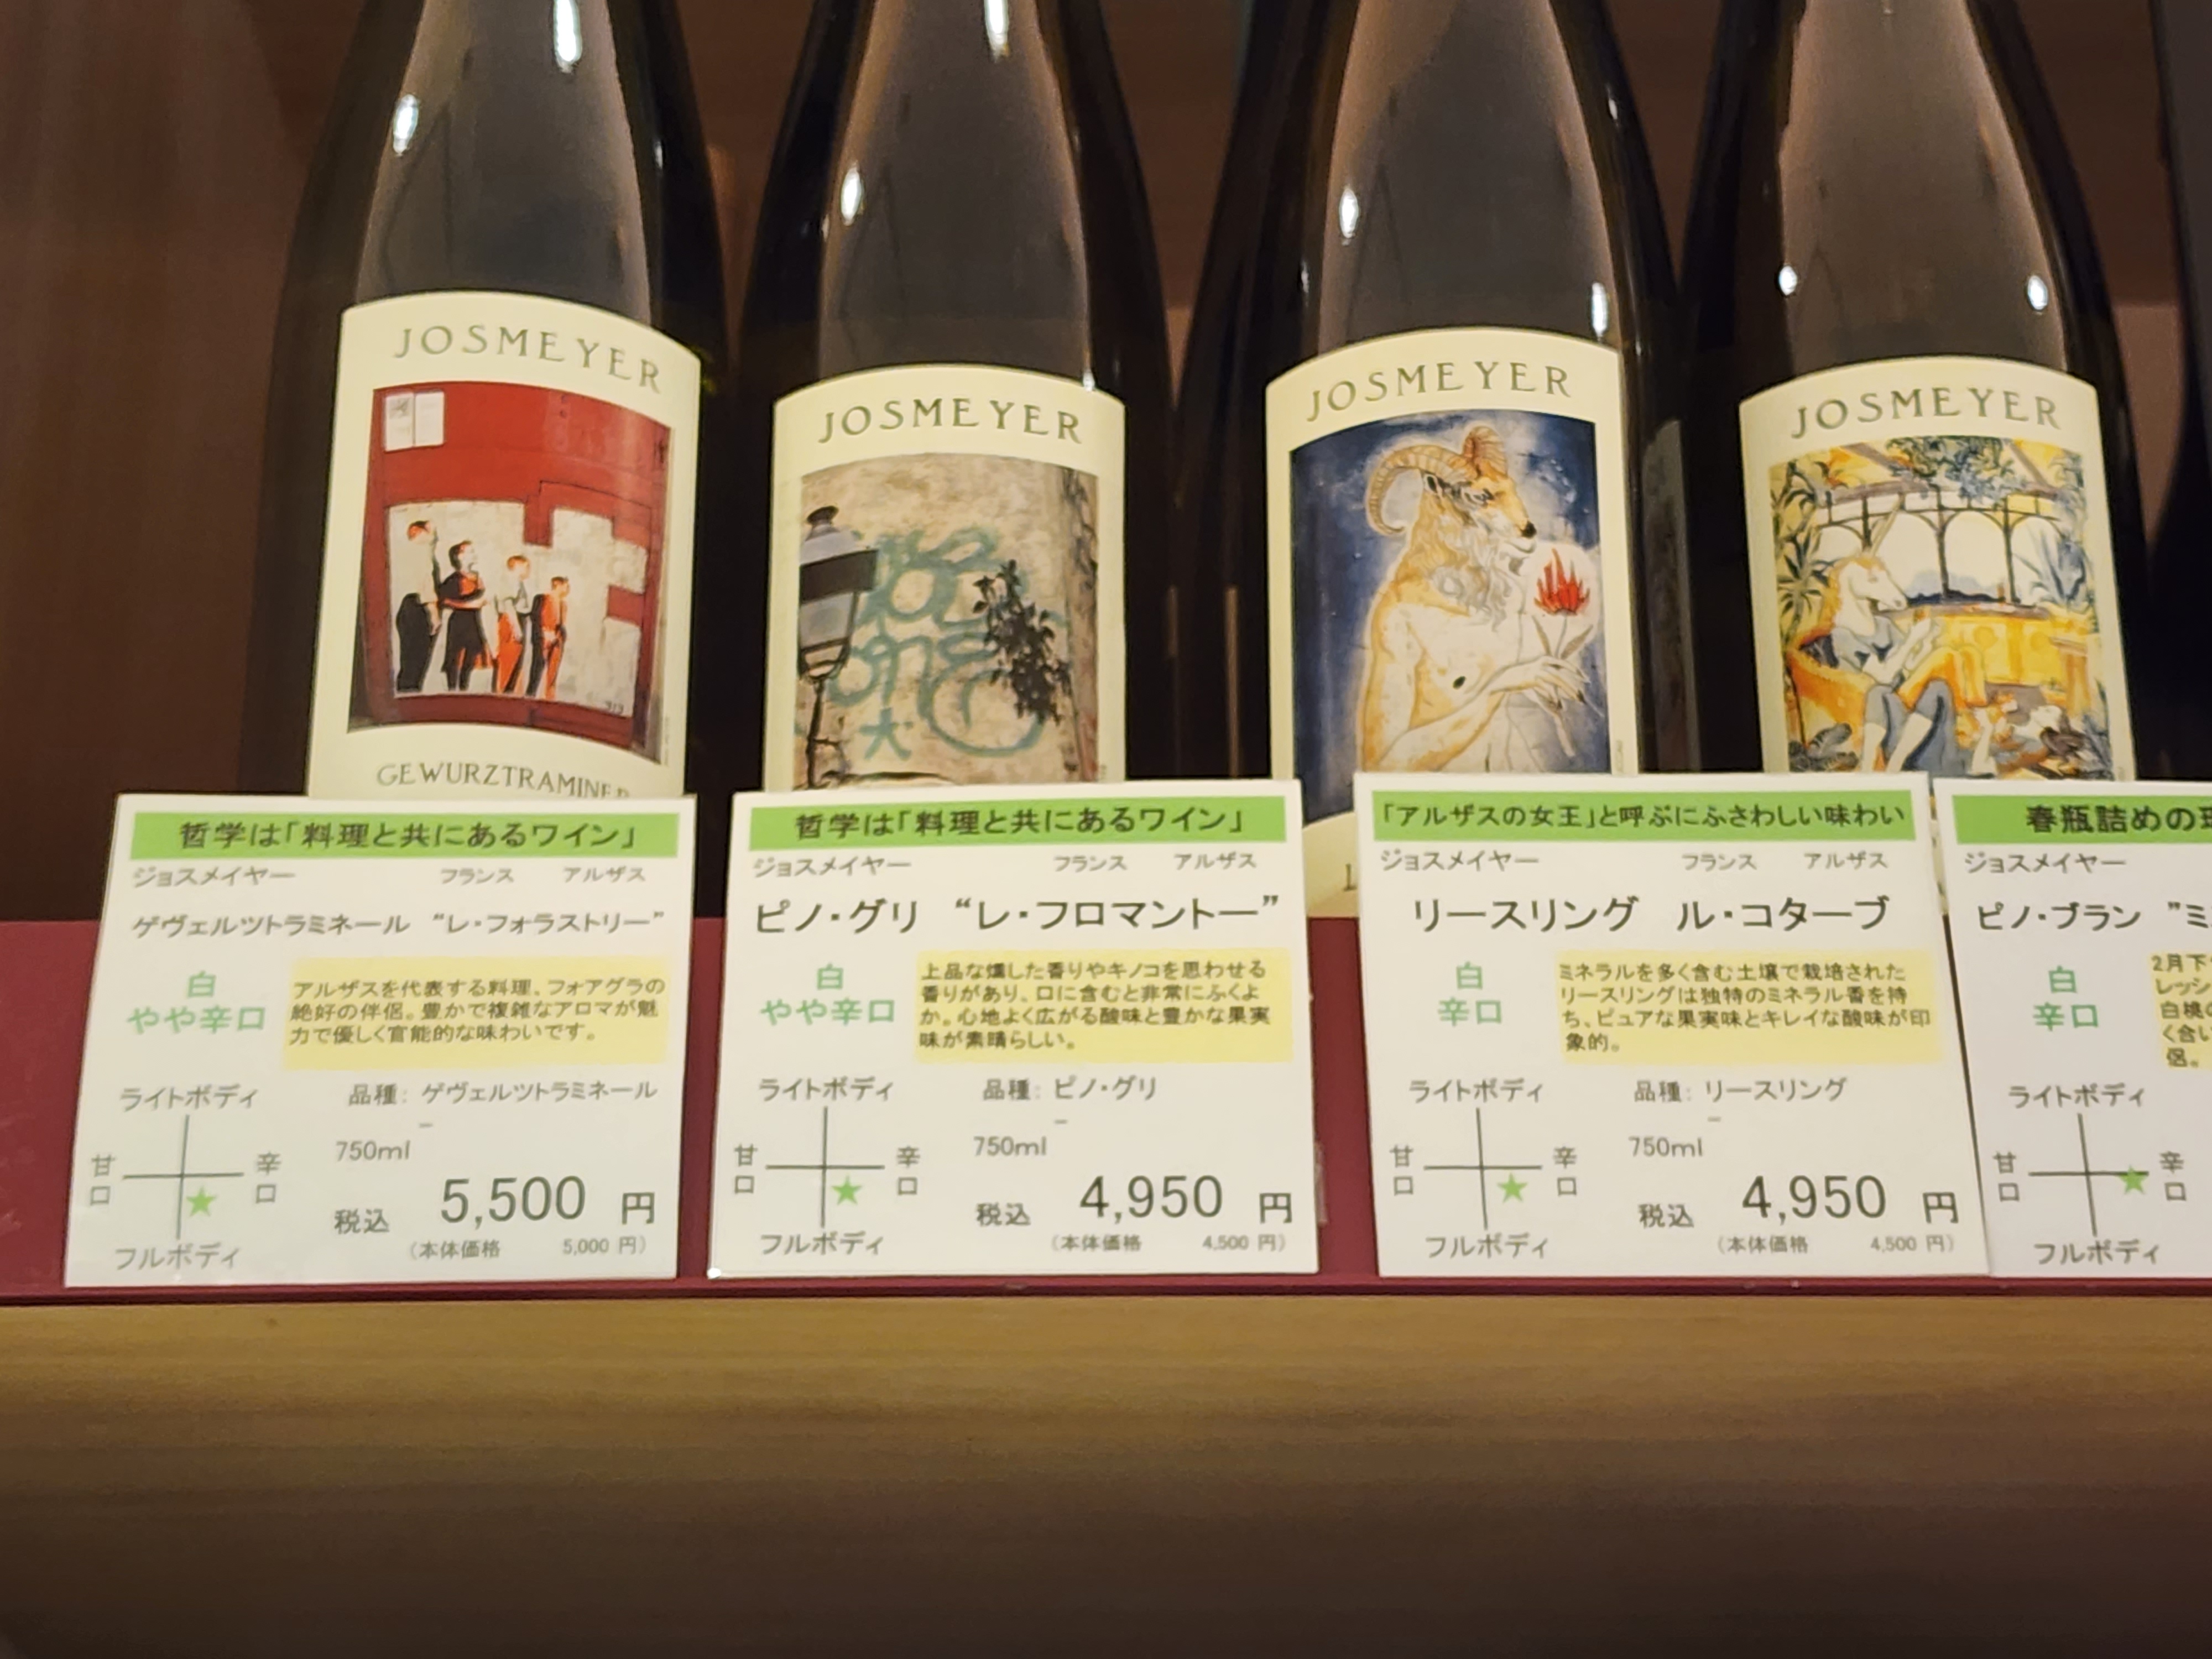 JOSMEYER
GEWURZTRAMINER
JOSMEYER
犬
JOSMEYER
JOSMEYER
哲学は「料理と共にあるワイン」
ジョスメイヤー フランス アルザス
ゲヴェルツトラミネール “レ・フォラストリー”
白
やや辛口
アルザスを代表する料理、フォアグラの
絶好の伴侶。豊かで複雑なアロマが魅
力で優しく官能的な味わいです。
ライトボディ
甘口
辛口
フルボディ
品種: ゲヴェルツトラミネール
–
750ml
税込 5,500 円
(本体価格 5,000 円)
哲学は「料理と共にあるワイン」
ジョスメイヤー フランス アルザス
ピノ・グリ “レ・フロマントー”
白
やや辛口
上品な燻した香りやキノコを思わせる
香りがあり、口に含むと非常にふくよ
か。心地よく広がる酸味と豊かな果実
味が素晴らしい。
ライトボディ
甘口
辛口
フルボディ
品種: ピノ・グリ
–
750ml
税込 4,950 円
(本体価格 4,500 円)
「アルザスの女王」と呼ぶにふさわしい味わい
ジョスメイヤー フランス アルザス
リースリング ル・コターブ
白
辛口
ミネラルを多く含む土壌で栽培された
リースリングは独特のミネラル香を持
ち、ピュアな果実味とキレイな酸味が印
象的。
ライトボディ
甘口
辛口
フルボディ
品種: リースリング
–
750ml
税込 4,950 円
(本体価格 4,500 円)
春瓶詰めの
ジョスメイヤー
ピノ・ブラン ”ミ
白
辛口
2月下
レッシ
白桃の
く含い
侶。
ライトボディ
甘口
辛口
フルボディ